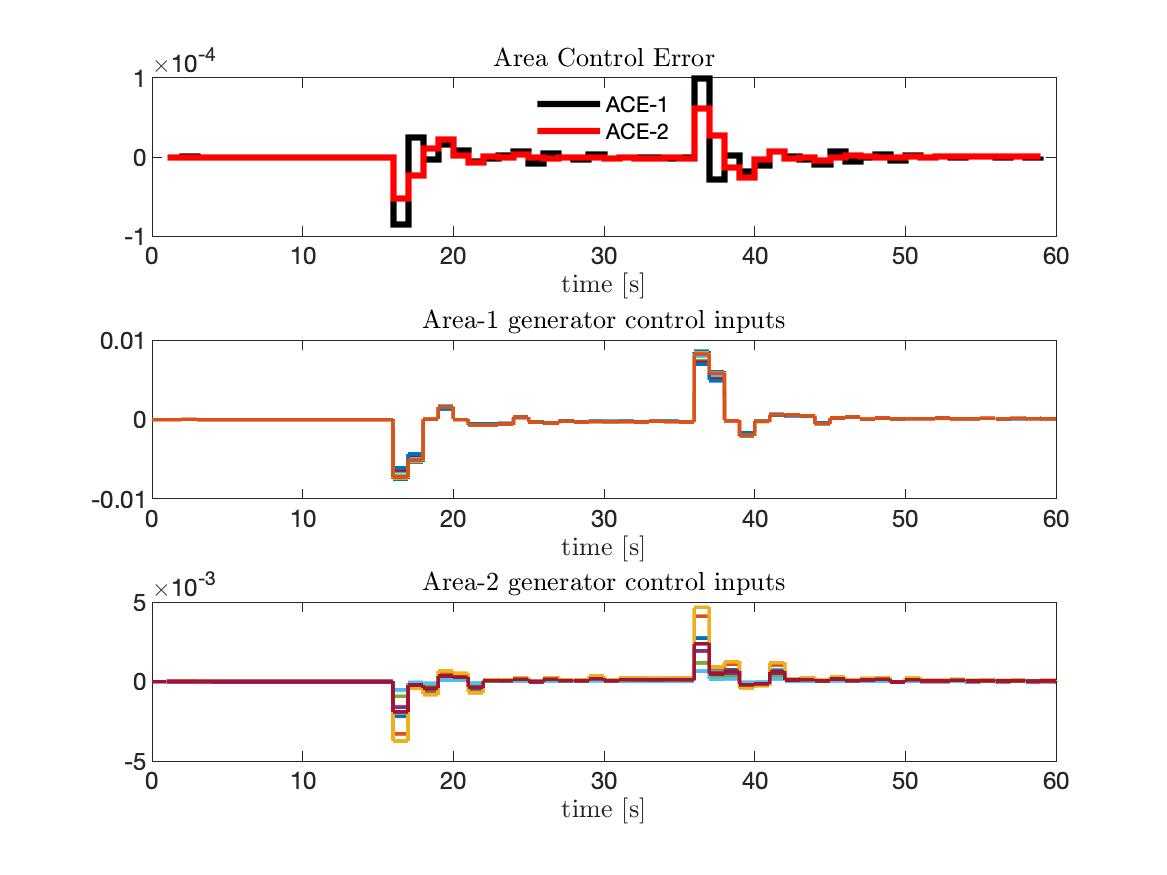 ×10⁻⁴
Area Control Error
1
0
-1
ACE-1
ACE-2
0 10 20 30 40 50 60
time [s]
Area-1 generator control inputs
0.01
0
-0.01
0 10 20 30 40 50 60
time [s]
×10⁻³
Area-2 generator control inputs
5
0
-5
0 10 20 30 40 50 60
time [s]